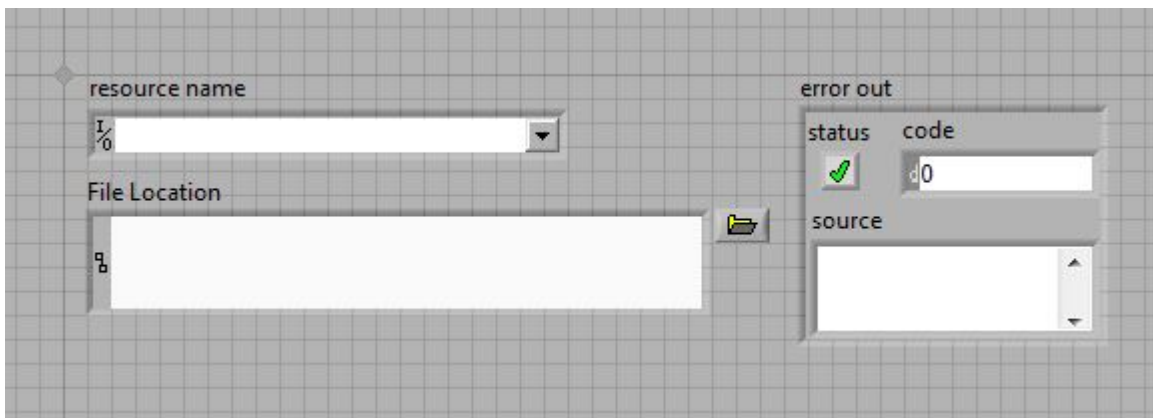 resource name
I/O
File Location
error out
status code
d 0
source